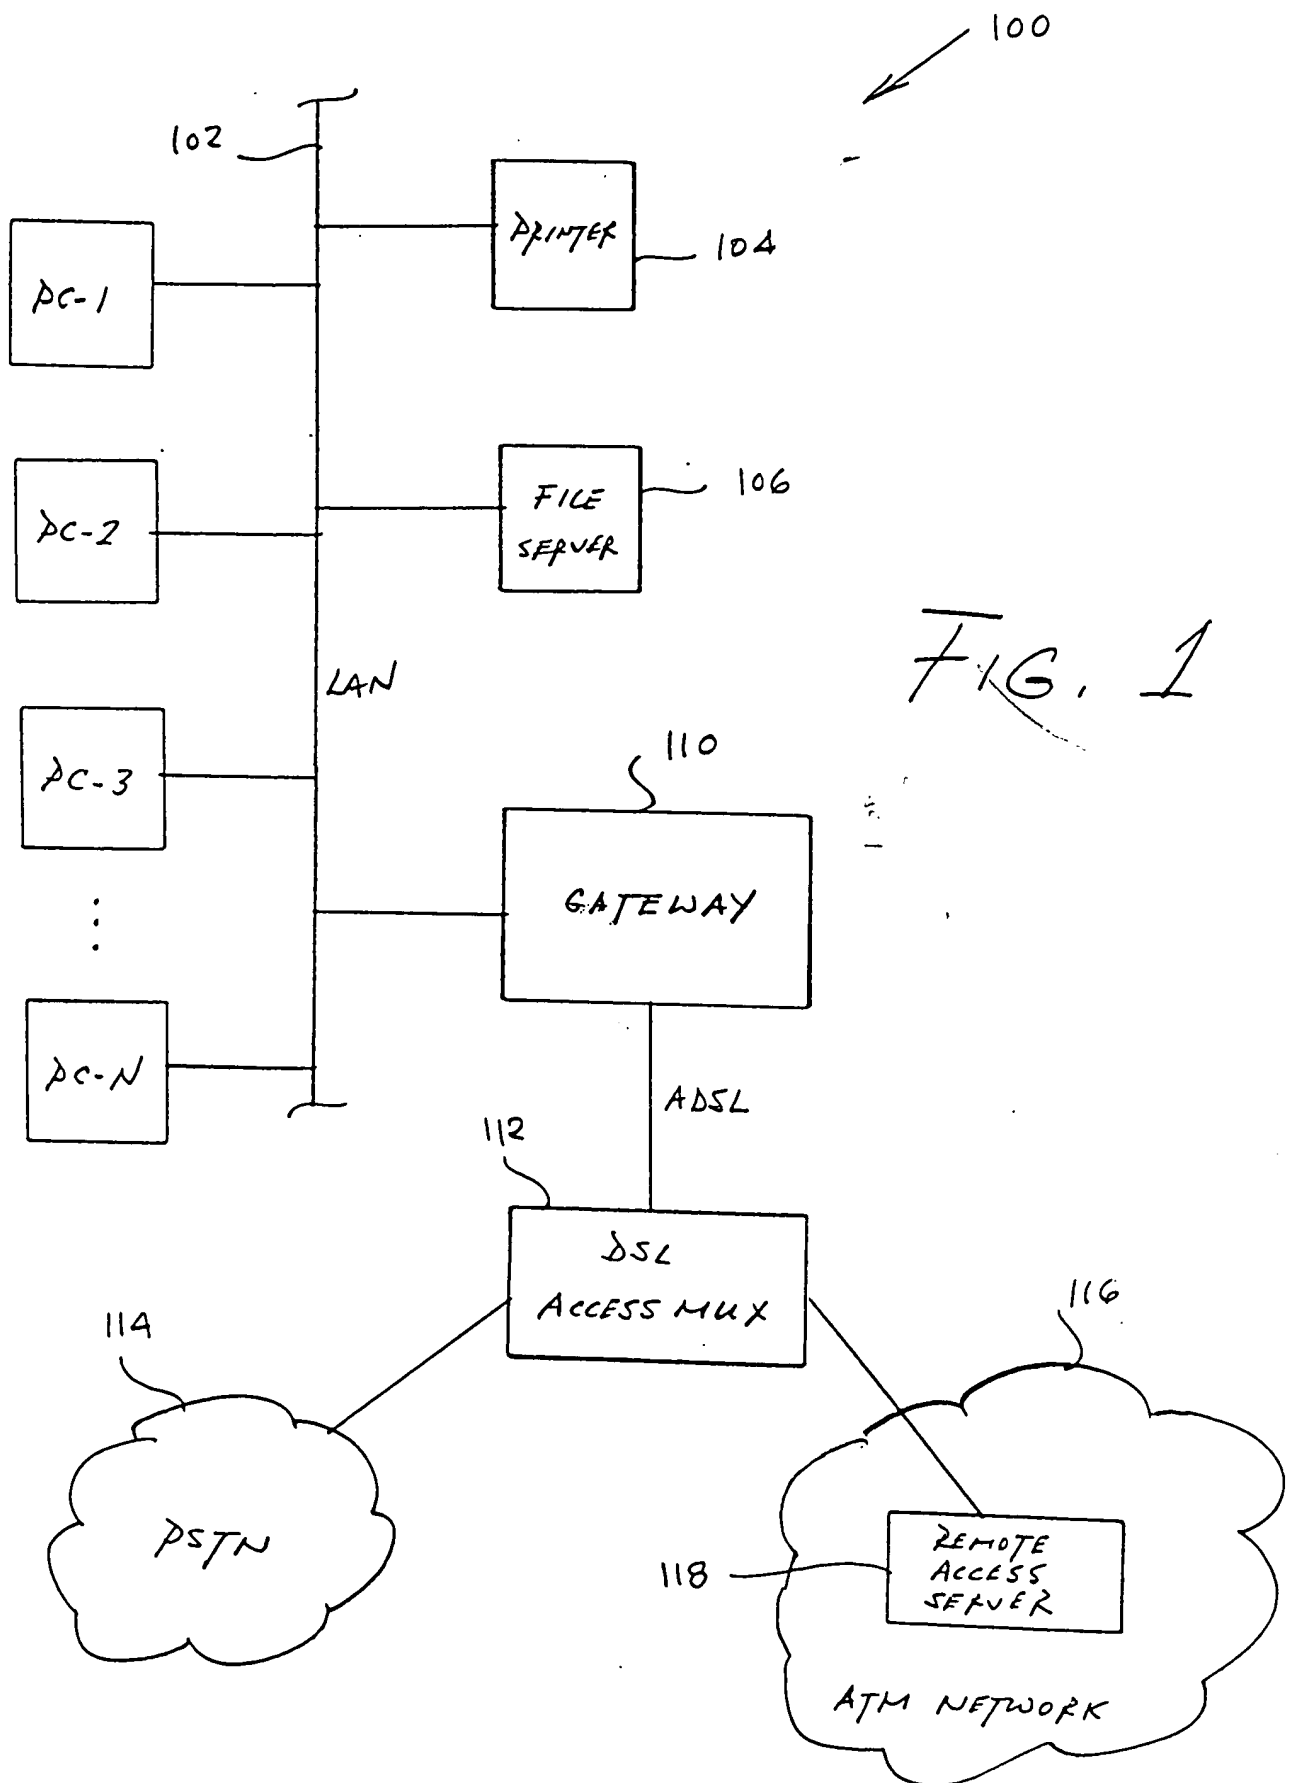 100
102
PRINTER
104
PC-1
FILE
SERVER
106
PC-2
FIG. 1
LAN
110
PC-3
GATEWAY
PC-N
ADSL
112
DSL
ACCESS MUX
114
116
PSTN
118
REMOTE
ACCESS
SERVER
ATM NETWORK